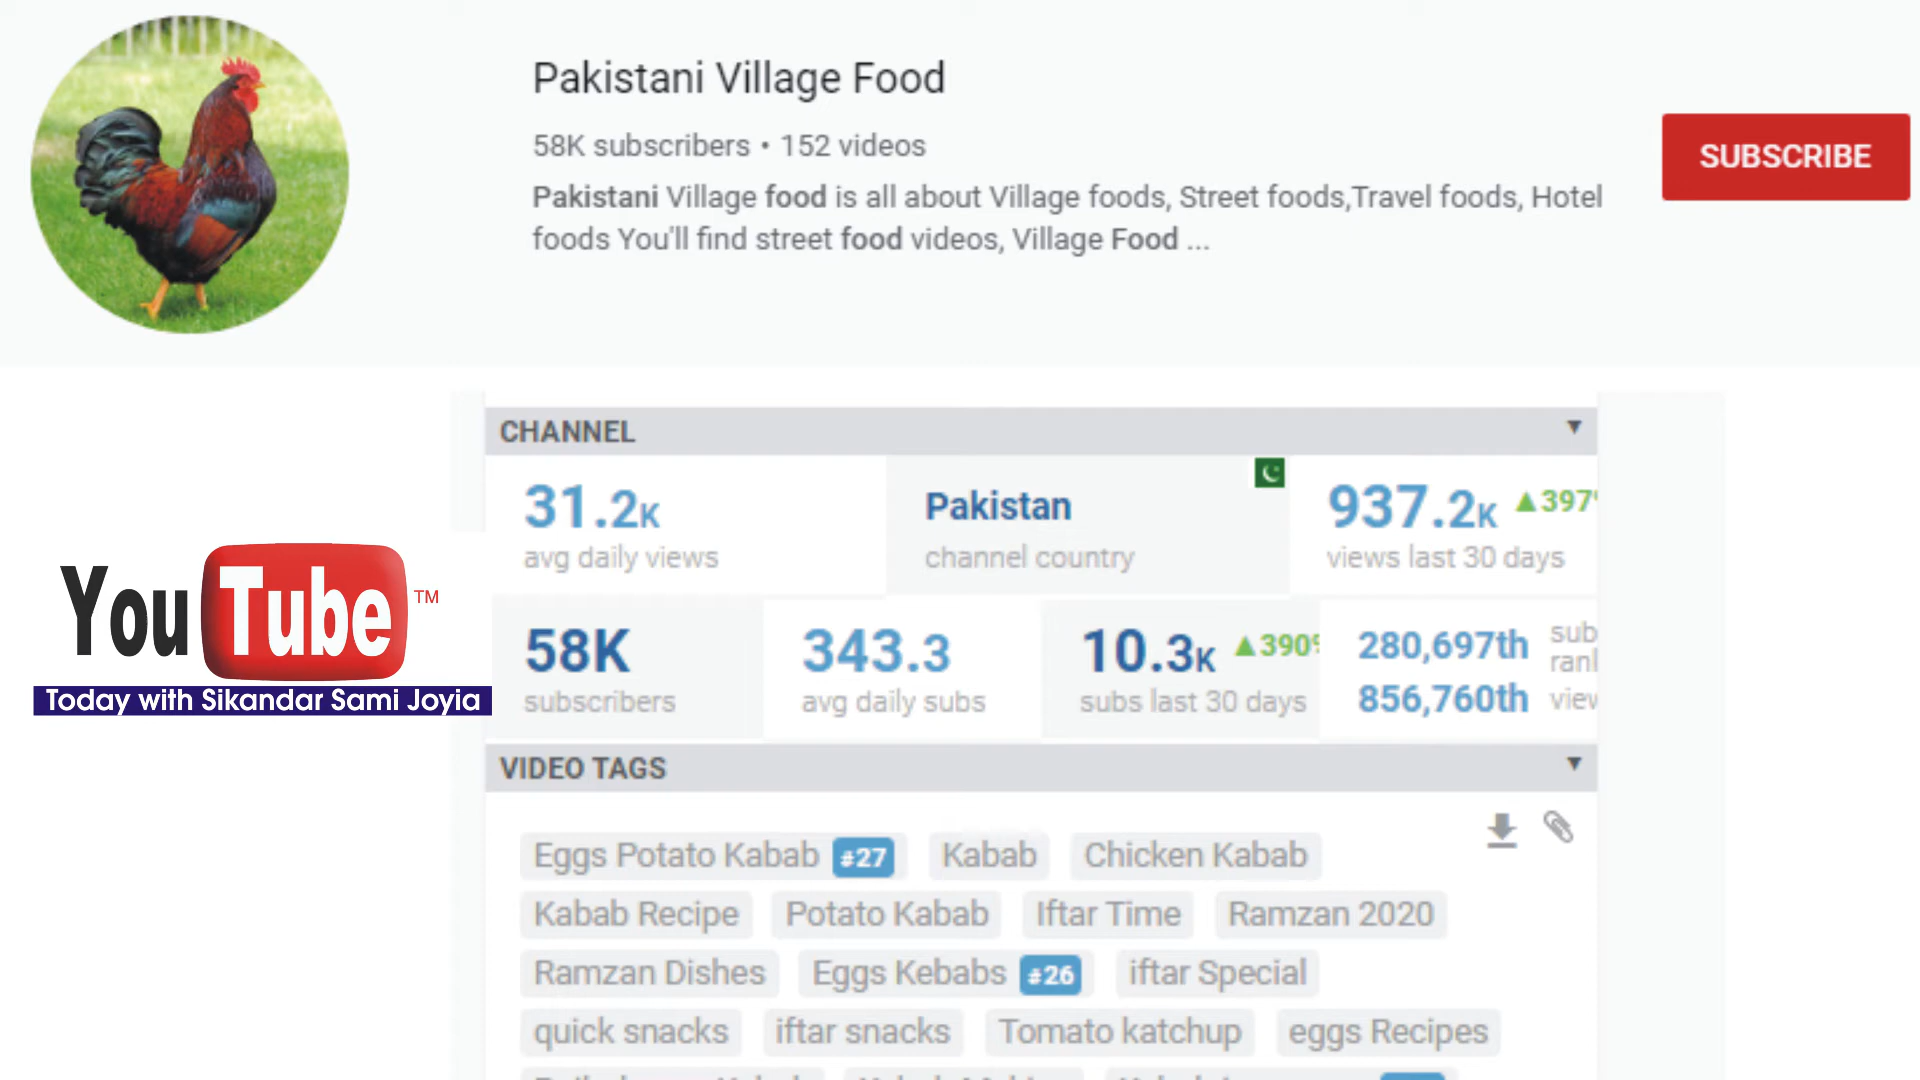 Pakistani Village Food
58K subscribers • 152 videos
SUBSCRIBE
Pakistani Village food is all about Village foods, Street foods,Travel foods, Hotel
foods You'll find street food videos, Village Food ...
CHANNEL
31.2K
avg daily views
Pakistan
channel country
937.2K ▲397
views last 30 days
58K
subscribers
343.3
avg daily subs
10.3K ▲390
subs last 30 days
280,697th sub
ran
856,760th view
YouTube™
Today with Sikandar Sami Joyia
VIDEO TAGS
Eggs Potato Kabab #27 Kabab Chicken Kabab
Kabab Recipe Potato Kabab Iftar Time Ramzan 2020
Ramzan Dishes Eggs Kebabs #26 iftar Special
quick snacks iftar snacks Tomato katchup eggs Recipes